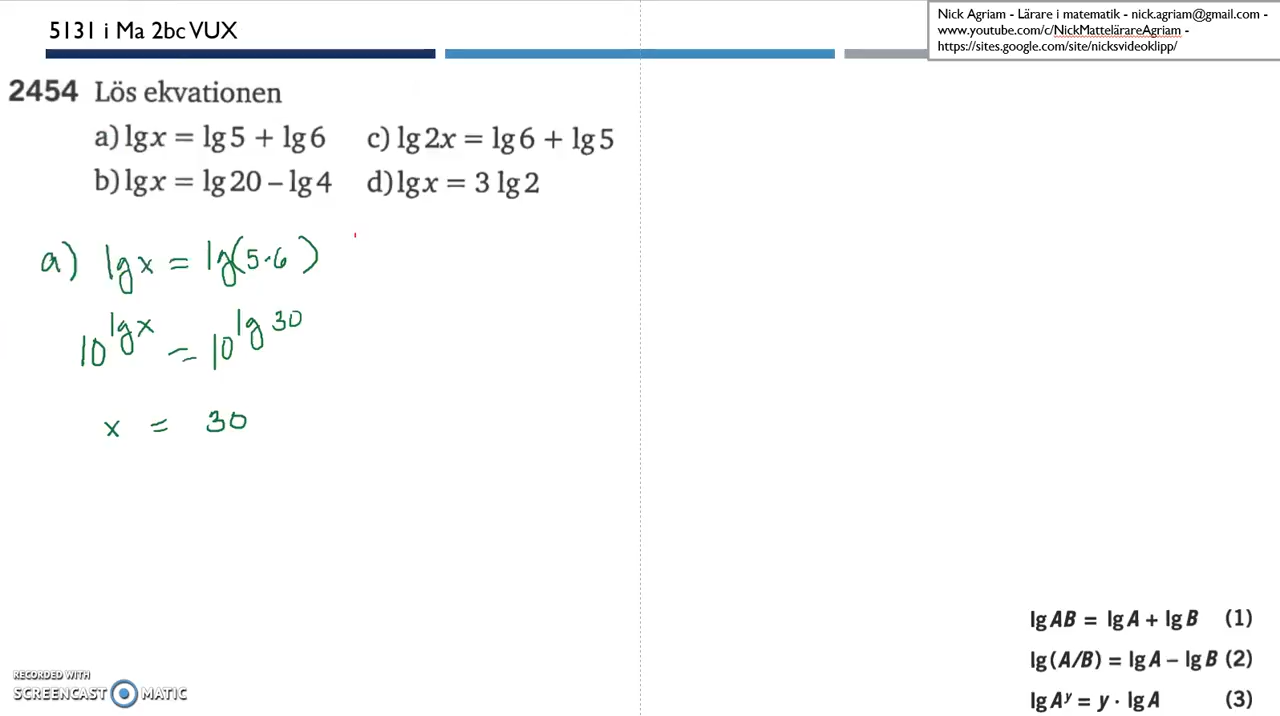 5131 i Ma 2bc VUX
Nick Agriam - Lärare i matematik - nick.agriam@gmail.com -
www.youtube.com/c/NickMattelärareAgriam -
https://sites.google.com/site/nicksvideoklipp/
2454 Lös ekvationen
a) lg x = lg 5 + lg 6
c) lg 2x = lg 6 + lg 5
b) lg x = lg 20 – lg 4
d) lg x = 3 lg 2
a) lg x = lg(5·6)
10^lg x = 10^lg 30
x = 30
lg AB = lg A + lg B (1)
lg (A/B) = lg A – lg B (2)
lg Aʸ = y · lg A (3)
RECORDED WITH
SCREENCAST MATIC